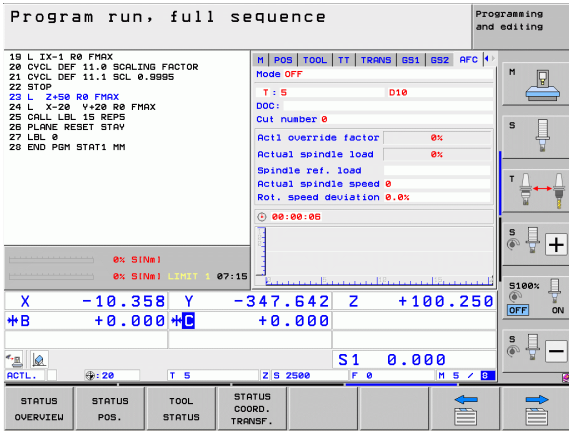 Program run, full sequence
Programming
and editing
19 L IX-1 R0 FMAX
20 CYCL DEF 11.0 SCALING FACTOR
21 CYCL DEF 11.1 SCL 0.9995
22 STOP
23 L Z+50 R0 FMAX
24 L X-20 Y+20 R0 FMAX
25 CALL LBL 15 REP5
26 PLANE RESET STAY
27 LBL 0
28 END PGM STAT1 MM
M POS TOOL TT TRANS GS1 GS2 AFC
Mode OFF
T : 5 D10
DOC:
Cut number 0
Actl override factor 0%
Actual spindle load 0%
Spindle ref. load
Actual spindle speed 0
Rot. speed deviation 0.0%
00:00:06
0% S[Nm]
0% S[Nm] LIMIT 1 07:15
X -10.358 Y -347.642 Z +100.250
B +0.000 C +0.000
S1 0.000
ACTL. : 20 T 5 Z S 2500 F 0 M 5 / 8
M
S
T
S
S100%
OFF ON
S
STATUS
OVERVIEW
STATUS
POS.
TOOL
STATUS
STATUS
COORD.
TRANSF.